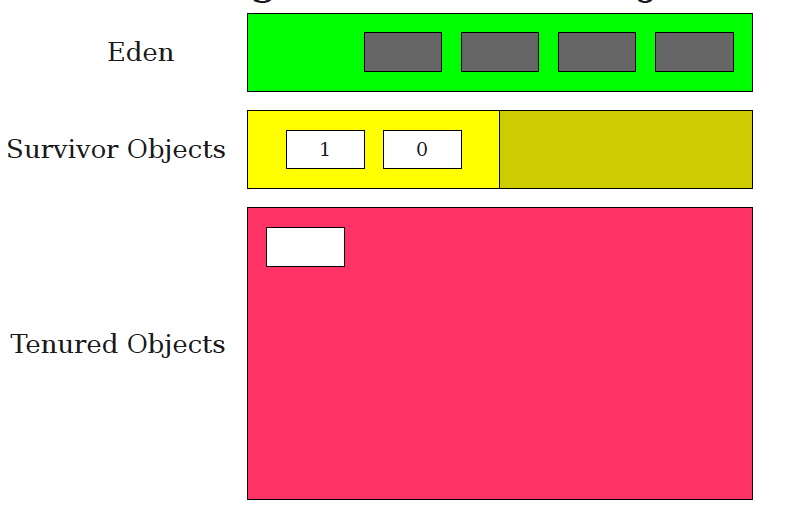 Eden
Survivor Objects
1 0
Tenured Objects